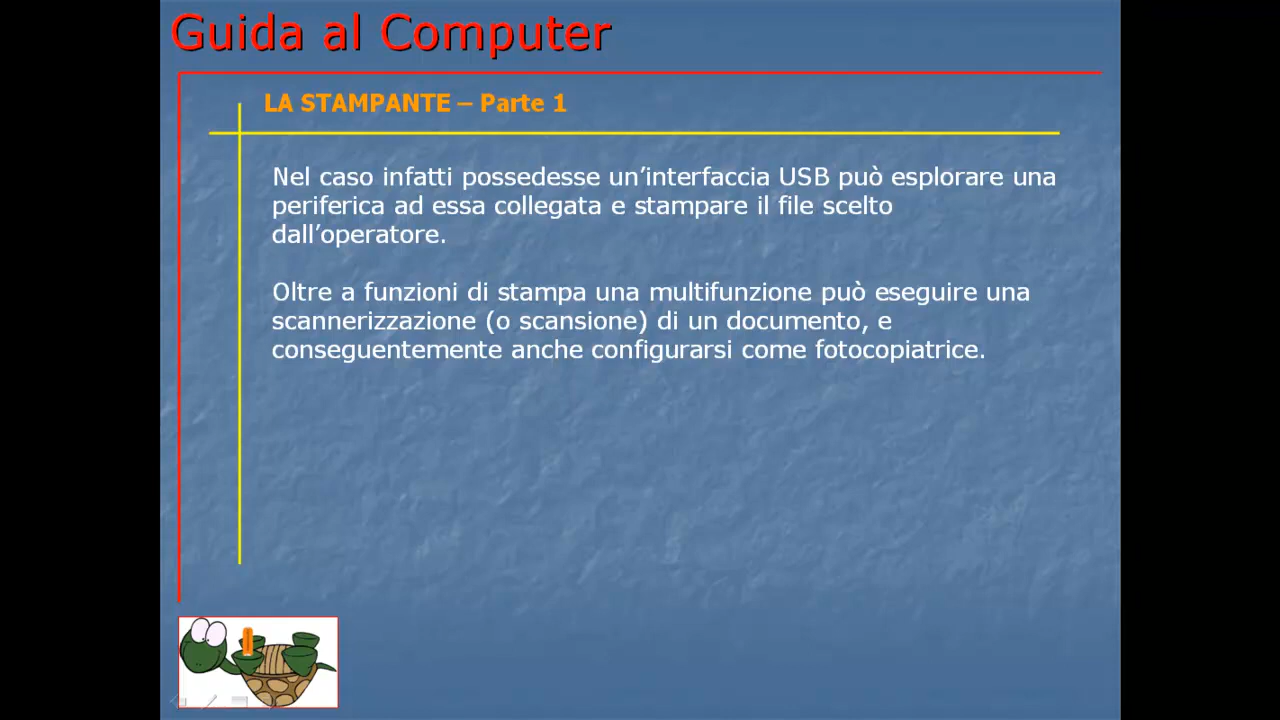 Guida al Computer
LA STAMPANTE – Parte 1
Nel caso infatti possedesse un’interfaccia USB può esplorare una
periferica ad essa collegata e stampare il file scelto
dall’operatore.
Oltre a funzioni di stampa una multifunzione può eseguire una
scannerizzazione (o scansione) di un documento, e
conseguentemente anche configurarsi come fotocopiatrice.